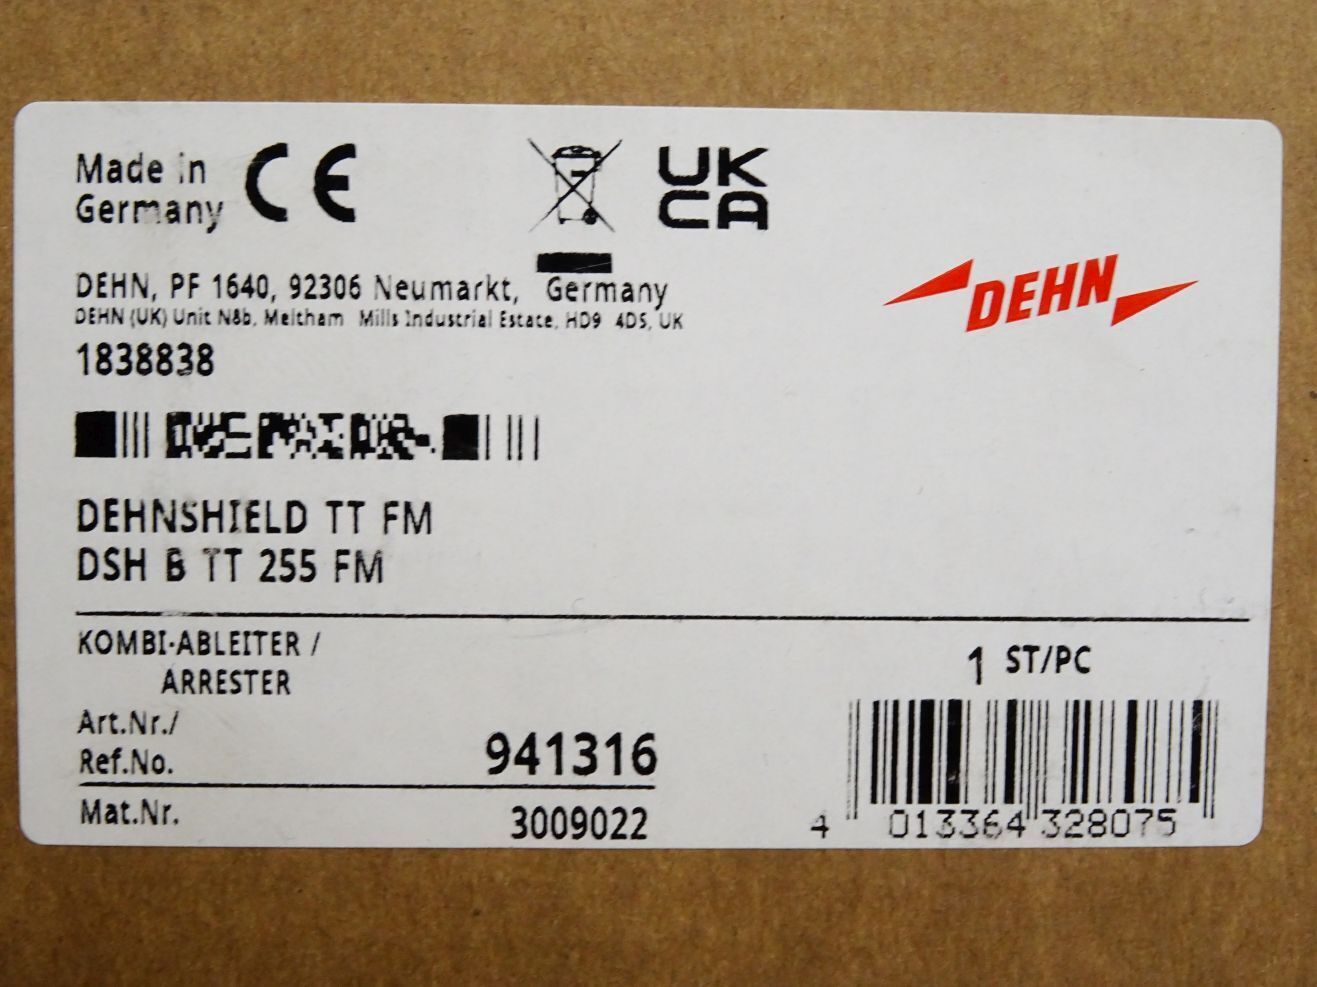 Made in
Germany
CE
UK
CA
DEHN
DEHN, PF 1640, 92306 Neumarkt, Germany
DEHN (UK) Unit N8b, Meltham Mills Industrial Estate, HD9 4DS, UK
1838838
DEHNSHIELD TT FM
DSH B TT 255 FM
KOMBI-ABLEITER /
ARRESTER
1 ST/PC
Art.Nr./
Ref.No.
941316
Mat.Nr.
3009022
4 013364 328075